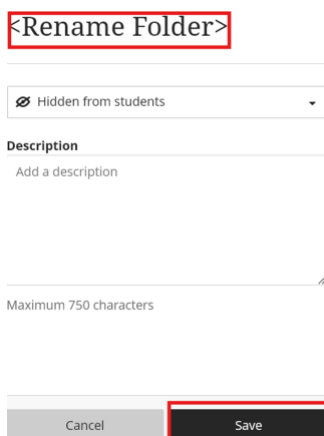 <Rename Folder>
Hidden from students
Description
Add a description
Maximum 750 characters
Cancel
Save